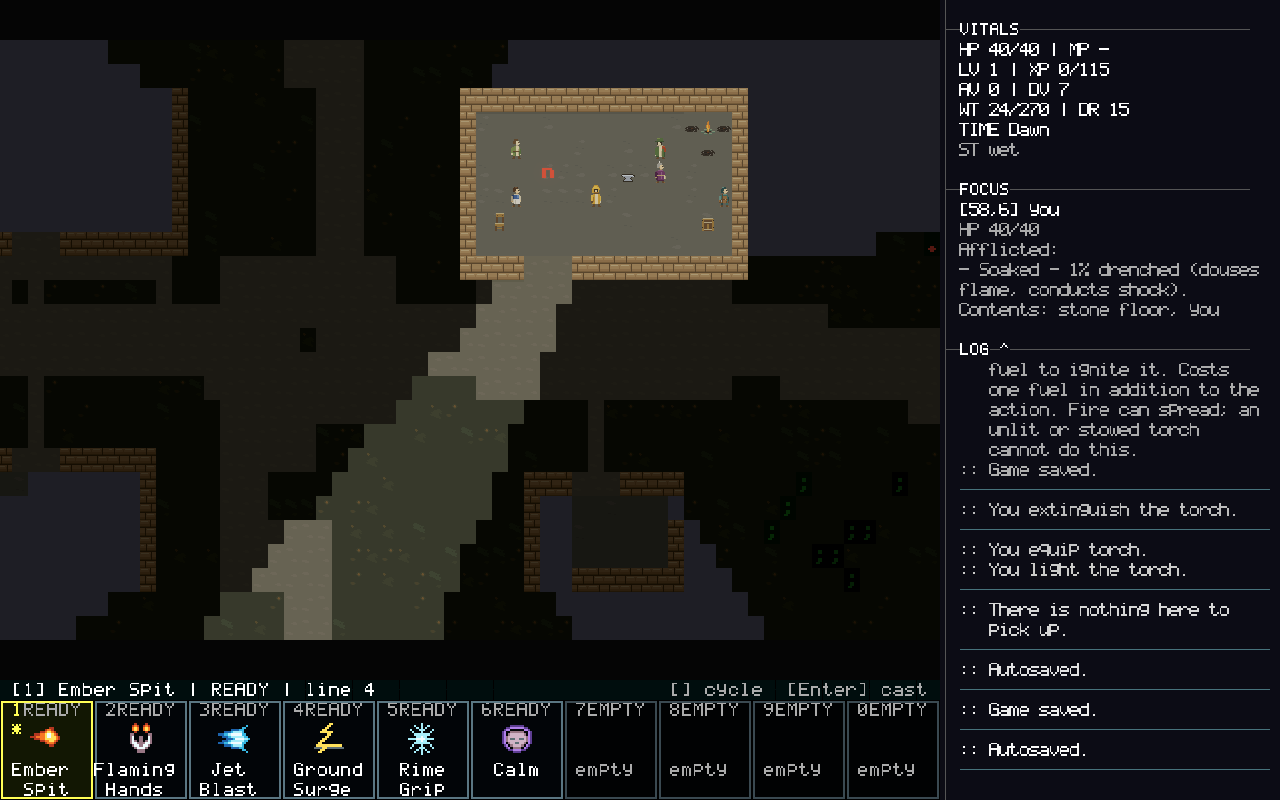 VITALS
HP 40/40 | MP -
LV 1 | XP 0/115
AV 0 | DV 7
WT 24/270 | DR 15
TIME Dawn
ST wet
FOCUS
[58,6] You
HP 40/40
Afflicted:
- Soaked - 1% drenched (douses
flame, conducts shock).
Contents: stone floor, You
LOG ^
fuel to ignite it. Costs
one fuel in addition to the
action. Fire can spread; an
unlit or stowed torch
cannot do this.
:: Game saved.
:: You extinguish the torch.
:: You equip torch.
:: You light the torch.
:: There is nothing here to
pick up.
:: Autosaved.
:: Game saved.
:: Autosaved.
n
[1] Ember Spit | READY | line 4
[] cycle [Enter] cast
1READY 2READY 3READY 4READY 5READY 6READY 7EMPTY 8EMPTY 9EMPTY 0EMPTY
*
Ember Flaming Jet Ground Rime Calm empty empty empty empty
Spit Hands Blast Surge Grip